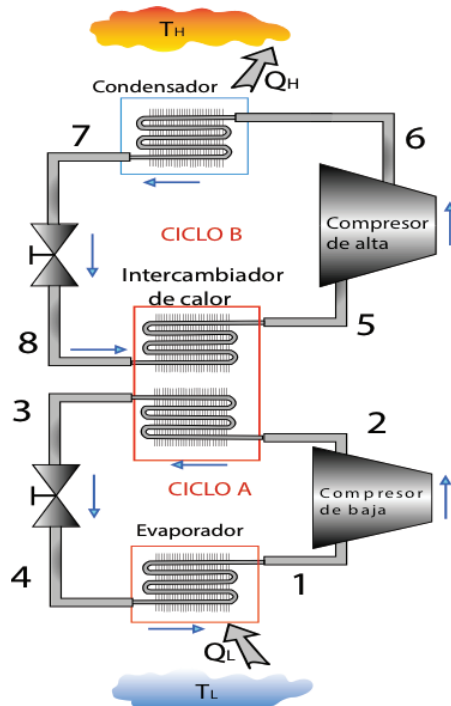 TH
QH
Condensador
7
6
Compresor
de alta
CICLO B
Intercambiador
de calor
8
5
3
2
CICLO A
Compresor
de baja
Evaporador
4
1
QL
TL